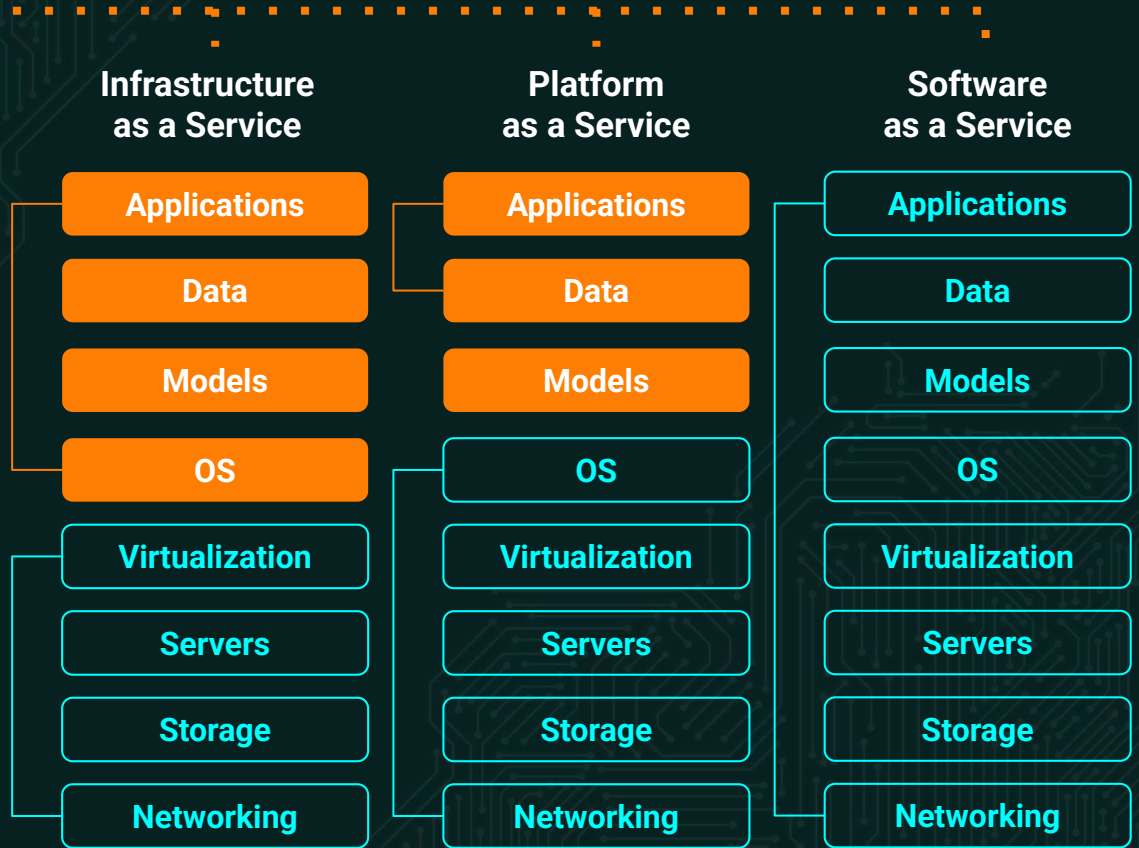 Infrastructure
as a Service
Applications
Data
Models
OS
Virtualization
Servers
Storage
Networking
Platform
as a Service
Applications
Data
Models
OS
Virtualization
Servers
Storage
Networking
Software
as a Service
Applications
Data
Models
OS
Virtualization
Servers
Storage
Networking